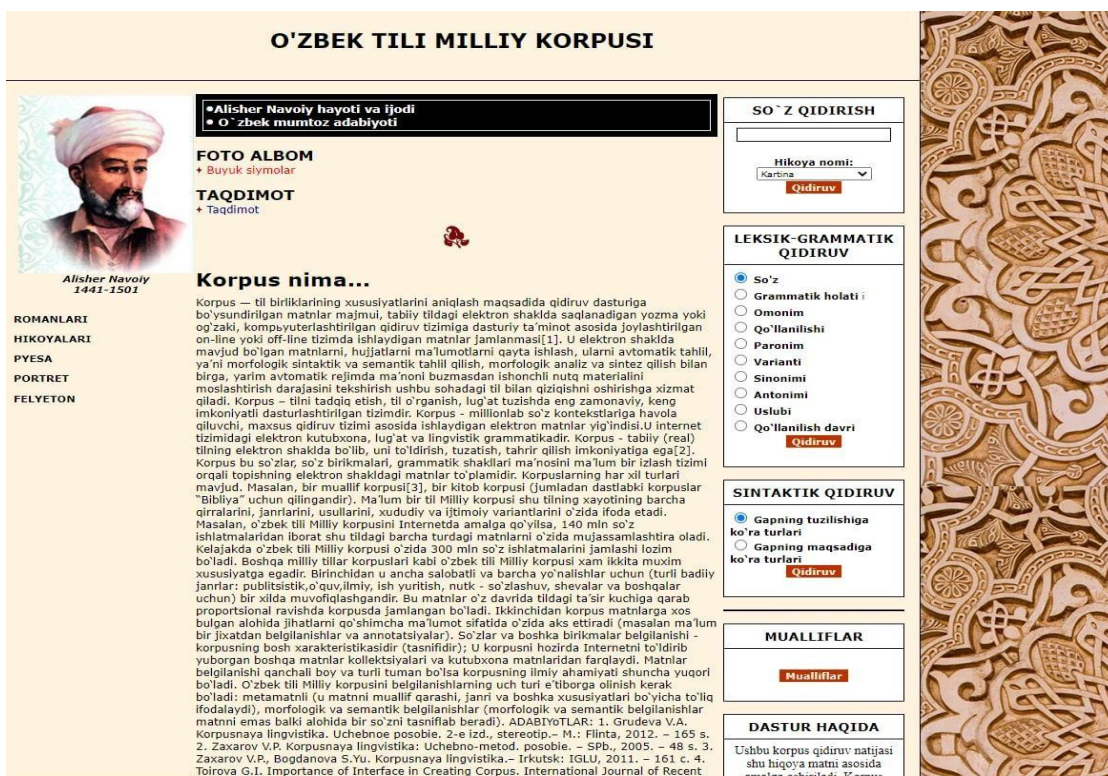 O'ZBEK TILI MILLIY KORPUSI
Alisher Navoiy
1441-1501
ROMANLARI
HIKOYALARI
PYESA
PORTRET
FELYETON
•Alisher Navoiy hayoti va ijodi
• O`zbek mumtoz adabiyoti
FOTO ALBOM
Buyuk siymolar
TAQDIMOT
Taqdimot
Korpus nima...
Korpus — til birliklarining xususiyatlarini aniqlash maqsadida qidiruv dasturiga
bo'ysundirilgan matnlar majmui, tabiiy tildagi elektron shaklda saqlanadigan yozma yoki
og'zaki, kompьyuterlashtirilgan qidiruv tizimiga dasturiy ta'minot asosida joylashtirilgan
on-line yoki off-line tizimda ishlaydigan matnlar jamlanmasi[1]. U elektron shaklda
mavjud bo'lgan matnlarni, hujjatlarni ma'lumotlarni qayta ishlash, ularni avtomatik tahlil,
ya'ni morfologik sintaktik va semantik tahlil qilish, morfologik analiz va sintez qilish bilan
birga, yarim avtomatik rejimda ma'noni buzmasdan ishonchli nutq materialini
moslashtirish darajasini tekshirish ushbu sohadagi til bilan qiziqishni oshirishga xizmat
qiladi. Korpus – tilni tadqiq etish, til o'rganish, lug'at tuzishda eng zamonaviy, keng
imkoniyatli dasturlashtirilgan tizimdir. Korpus - millionlab so'z kontekstlariga havola
qiluvchi, maxsus qidiruv tizimi asosida ishlaydigan elektron matnlar yig'indisi.U internet
tizimidagi elektron kutubxona, lug'at va lingvistik grammatikadir. Korpus - tabiiy (real)
tilning elektron shaklda bo'lib, uni to'ldirish, tuzatish, tahrir qilish imkoniyatiga ega[2].
Korpus bu so'zlar, so'z birikmalari, grammatik shakllari ma'nosini ma'lum bir izlash tizimi
orqali topishning elektron shakldagi matnlar to'plamidir. Korpuslarning har xil turlari
mavjud. Masalan, bir muallif korpusi[3], bir kitob korpusi (jumladan dastlabki korpuslar
"Bibliya" uchun qilingandir). Ma'lum bir til Milliy korpusi shu tilning xayotining barcha
qirralarini, janrlarini, usullarini, xududiy va ijtimoiy variantlarini o'zida ifoda etadi.
Masalan, o'zbek tili Milliy korpusini Internetda amalga qo'yilsa, 140 mln so'z
ishlatmalaridan iborat shu tildagi barcha turdagi matnlarni o'zida mujassamlashtira oladi.
Kelajakda o'zbek tili Milliy korpusi o'zida 300 mln so'z ishlatmalarini jamlashi lozim
bo'ladi. Boshqa milliy tillar korpuslari kabi o'zbek tili Milliy korpusi xam ikkita muxim
xususiyatga egadir. Birinchidan u ancha salobatli va barcha yo'nalishlar uchun (turli badiiy
janrlar: publitsistik,o'quv,ilmiy, ish yuritish, nutk - so'zlashuv, shevalar va boshqalar
uchun) bir xilda muvofiqlashgandir. Bu matnlar o'z davrida tildagi ta'sir kuchiga qarab
proportsional ravishda korpusda jamlangan bo'ladi. Ikkinchidan korpus matnlarga xos
bulgan alohida jihatlarni qo'shimcha ma'lumot sifatida o'zida aks ettiradi (masalan ma'lum
bir jixatdan belgilanishlar va annotatsiyalar). So'zlar va boshka birikmalar belgilanishi -
korpusning bosh xarakteristikasidir (tasnifidir); U korpusni hozirda Internetni to'ldirib
yuborgan boshqa matnlar kollektsiyalari va kutubxona matnlaridan farqlaydi. Matnlar
belgilanishi qanchali boy va turli tuman bo'lsa korpusning ilmiy ahamiyati shuncha yuqori
bo'ladi. O'zbek tili Milliy korpusini belgilanishlarning uch turi e'tiborga olinish kerak
bo'ladi: metamatnli (u matnni muallif qarashi, janri va boshka xususiyatlari bo'yicha to'liq
ifodalaydi), morfologik va semantik belgilanishlar (morfologik va semantik belgilanishlar
matnni emas balki alohida bir so'zni tasniflab beradi). ADABIYoTLAR: 1. Grudeva V.A.
Korpusnaya lingvistika. Uchebnoe posobie. 2-e izd., stereotip.– M.: Flinta, 2012. – 165 s.
2. Zaxarov V.P. Korpusnaya lingvistika: Uchebno-metod. posobie. – SPb., 2005. – 48 s. 3.
Zaxarov V.P., Bogdanova S.Yu. Korpusnaya lingvistika.– Irkutsk: IGLU, 2011. – 161 c. 4.
Toirova G.I. Importance of Interface in Creating Corpus. International Journal of Recent
SO`Z QIDIRISH
Hikoya nomi:
Kartina
Qidiruv
LEKSIK-GRAMMATIK
QIDIRUV
So'z
Grammatik holati i
Omonim
Qo'llanilishi
Paronim
Varianti
Sinonimi
Antonimi
Uslubi
Qo'llanilish davri
Qidiruv
SINTAKTIK QIDIRUV
Gapning tuzilishiga
ko'ra turlari
Gapning maqsadiga
ko'ra turlari
Qidiruv
MUALLIFLAR
Mualliflar
DASTUR HAQIDA
Ushbu korpus qidiruv natijasi
shu hiqoya matni asosida
amalga oshiriladi. Korpus